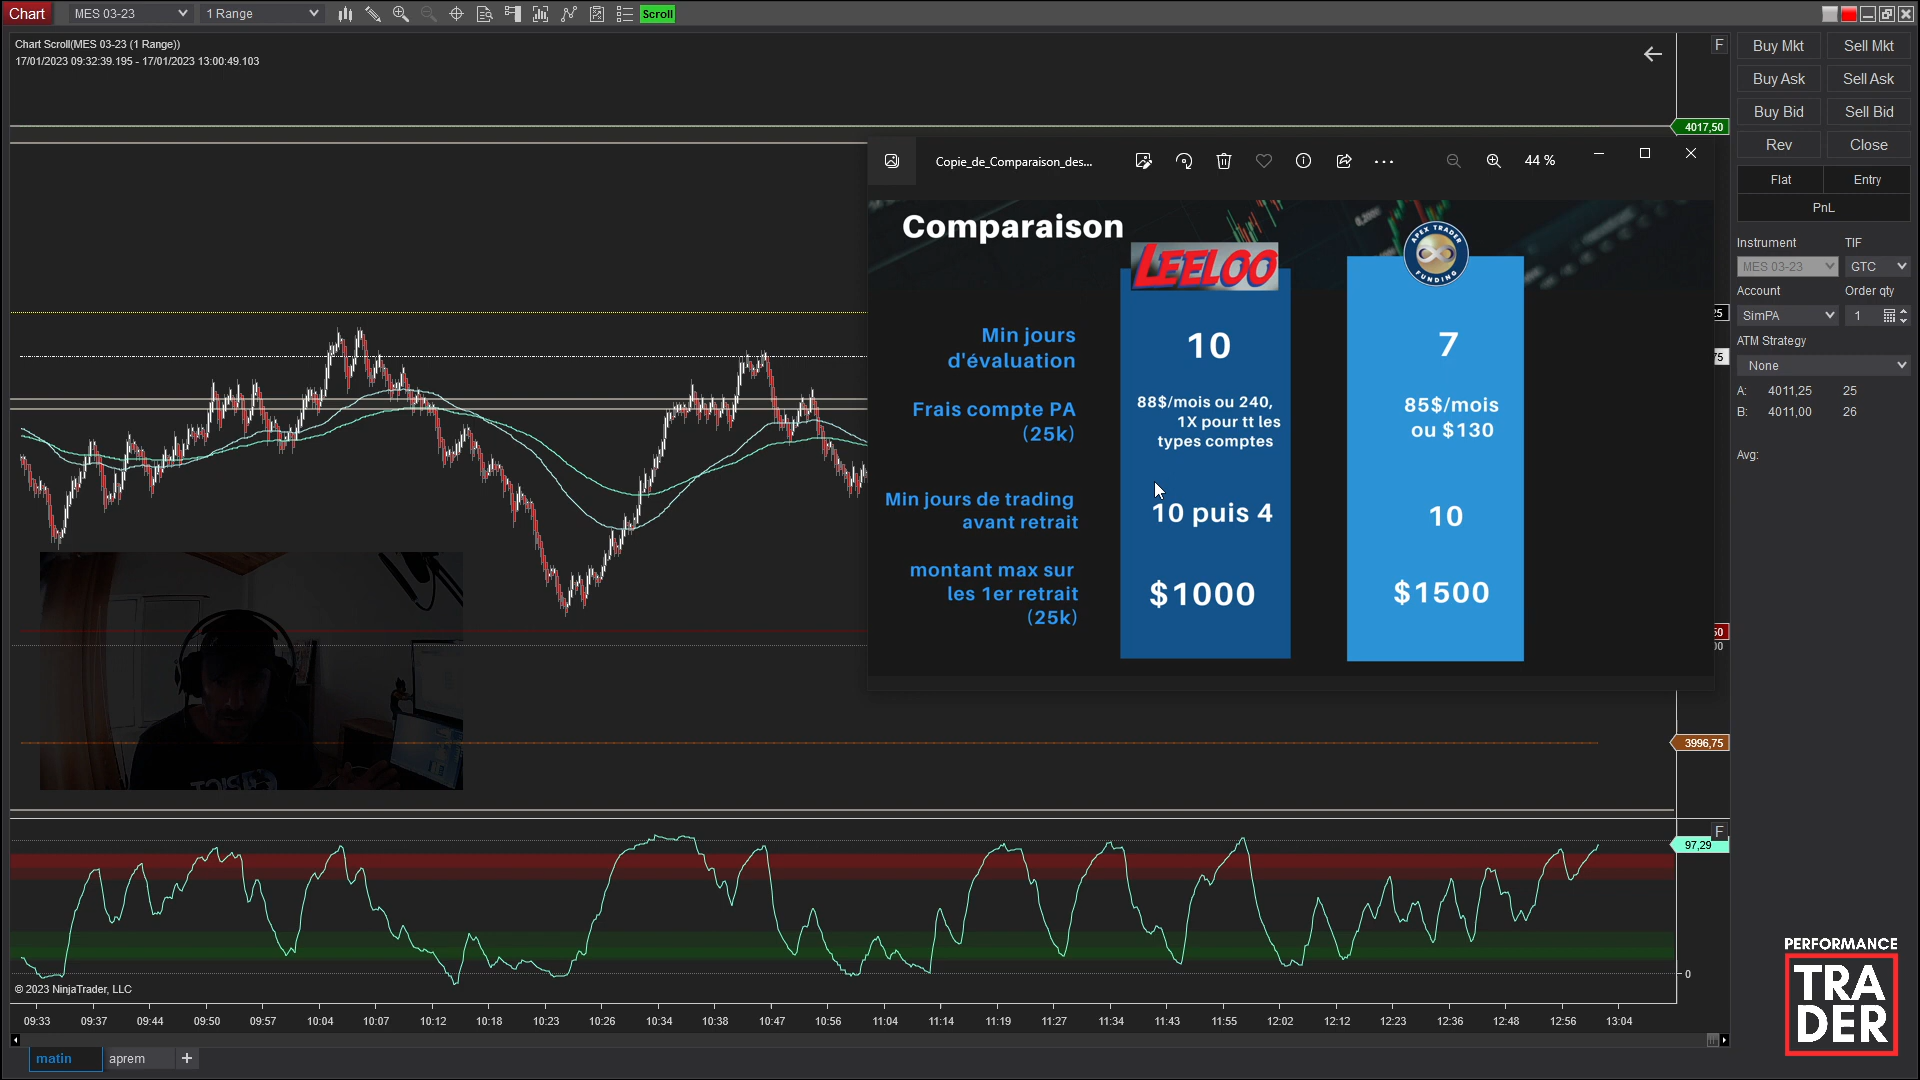 Chart
MES 03-23
1 Range
Scroll
Chart Scroll(MES 03-23 (1 Range))
17/01/2023 09:32:39.195 - 17/01/2023 13:00:49.103
F
4017,50
Copie_de_Comparaison_des...
44 %
Comparaison
LEELOO
APEX TRADER
FUNDING
Min jours
d'évaluation
10
7
Frais compte PA
(25k)
88$/mois ou 240,
1X pour tt les
types comptes
85$/mois
ou $130
Min jours de trading
avant retrait
10 puis 4
10
montant max sur
les 1er retrait
(25k)
$1000
$1500
25
75
50
00
3996,75
F
97,29
0
© 2023 NinjaTrader, LLC
09:33 09:37 09:44 09:50 09:57 10:04 10:07 10:12 10:18 10:23 10:26 10:34 10:38 10:47 10:56 11:04 11:14 11:19 11:27 11:34 11:43 11:55 12:02 12:12 12:23 12:36 12:48 12:56 13:04
matin
aprem
+
Buy Mkt
Sell Mkt
Buy Ask
Sell Ask
Buy Bid
Sell Bid
Rev
Close
Flat
Entry
PnL
Instrument
TIF
MES 03-23
GTC
Account
Order qty
SimPA
1
ATM Strategy
None
A: 4011,25 25
B: 4011,00 26
Avg:
PERFORMANCE
TRA
DER